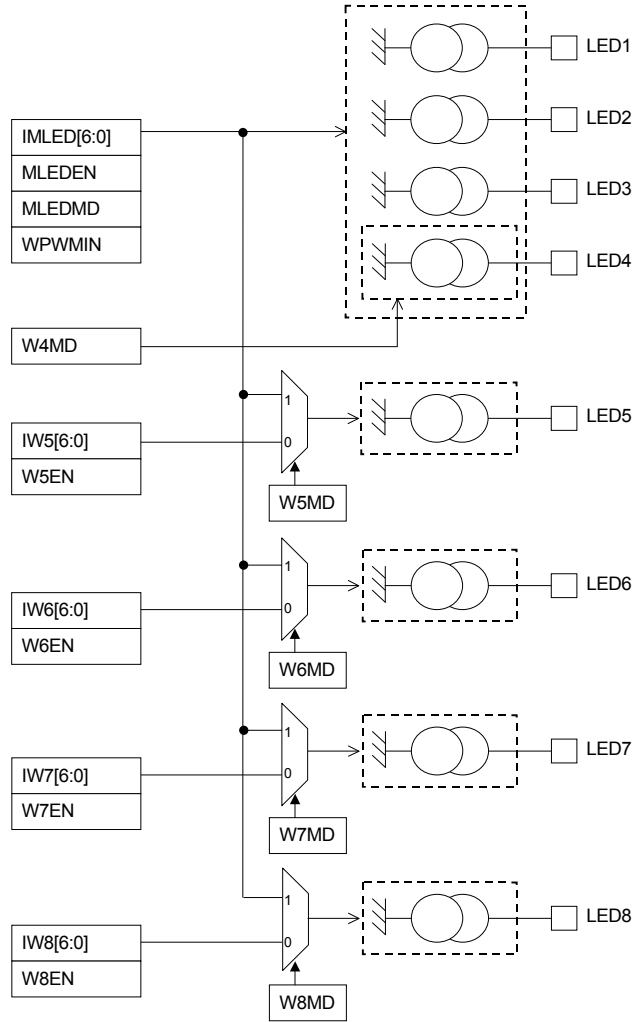 LED1
LED2
LED3
LED4
IMLED[6:0]
MLEDEN
MLEDMD
WPWMIN
W4MD
1
0
LED5
IW5[6:0]
W5EN
W5MD
1
0
LED6
IW6[6:0]
W6EN
W6MD
1
0
LED7
IW7[6:0]
W7EN
W7MD
1
0
LED8
IW8[6:0]
W8EN
W8MD